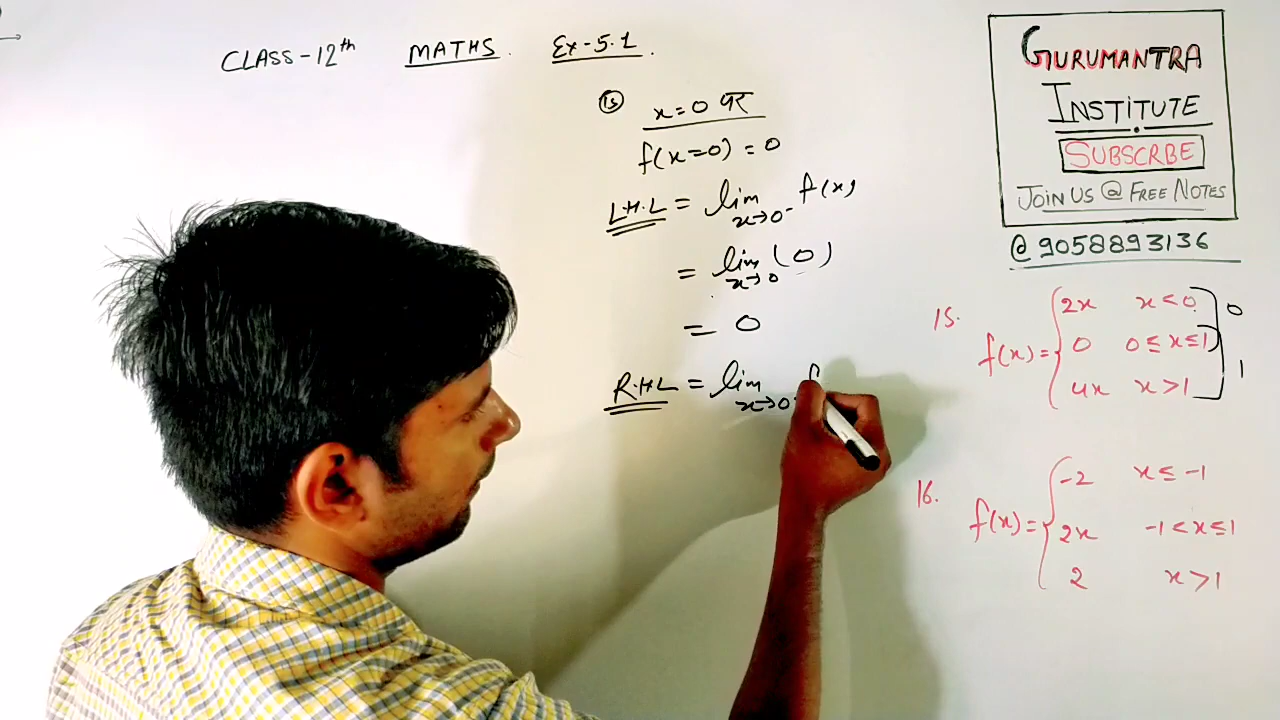 CLASS-12th MATHS. Ex-5.1.
15 x=0 पर
f(x=0) = 0
L.H.L = lim x→0- f(x)
= lim x→0 (0)
= 0
R.H.L = lim x→0 f
GURUMANTRA
INSTiTUTE
SUBSCRBE
JOIN US @ FREE NOTES
@ 9058893136
15. f(x) = { 2x x<0 0
0 0≤x≤1
4x x>1 1
16. f(x) = { -2 x≤-1
2x -1<x≤1
2 x>1